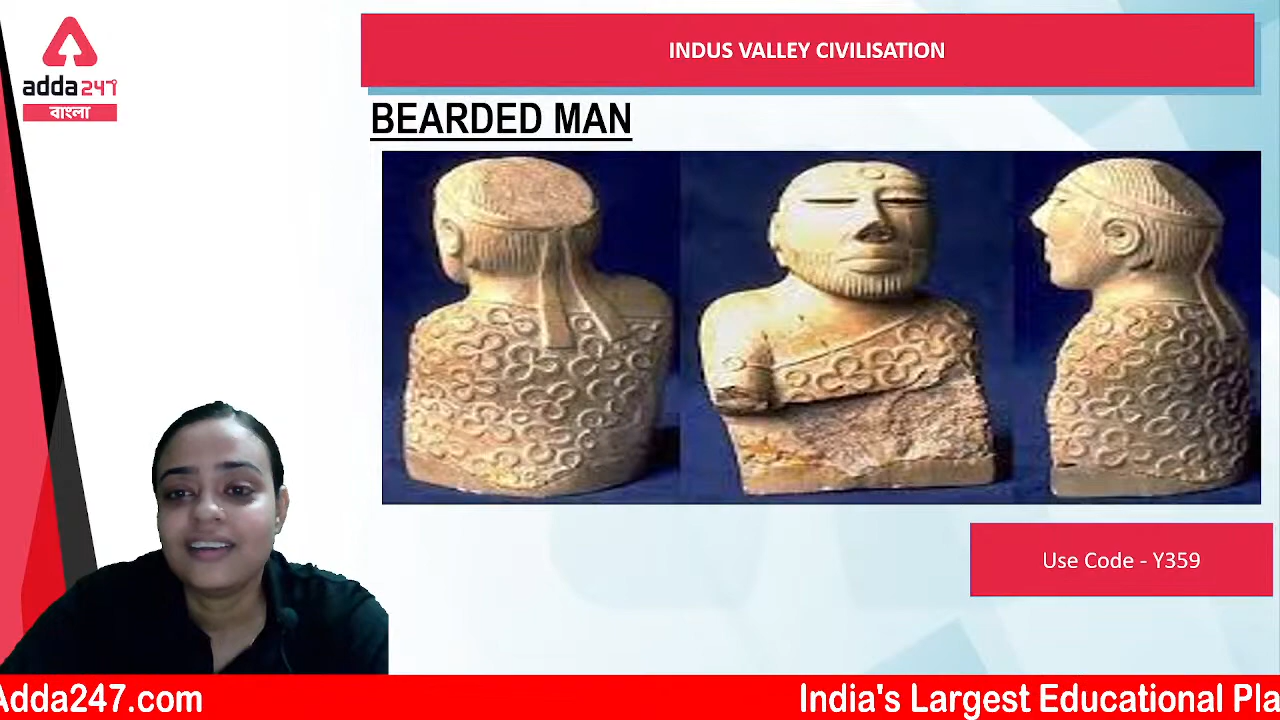 adda247
বাংলা
INDUS VALLEY CIVILISATION
BEARDED MAN
Use Code - Y359
Adda247.com
India's Largest Educational Pla